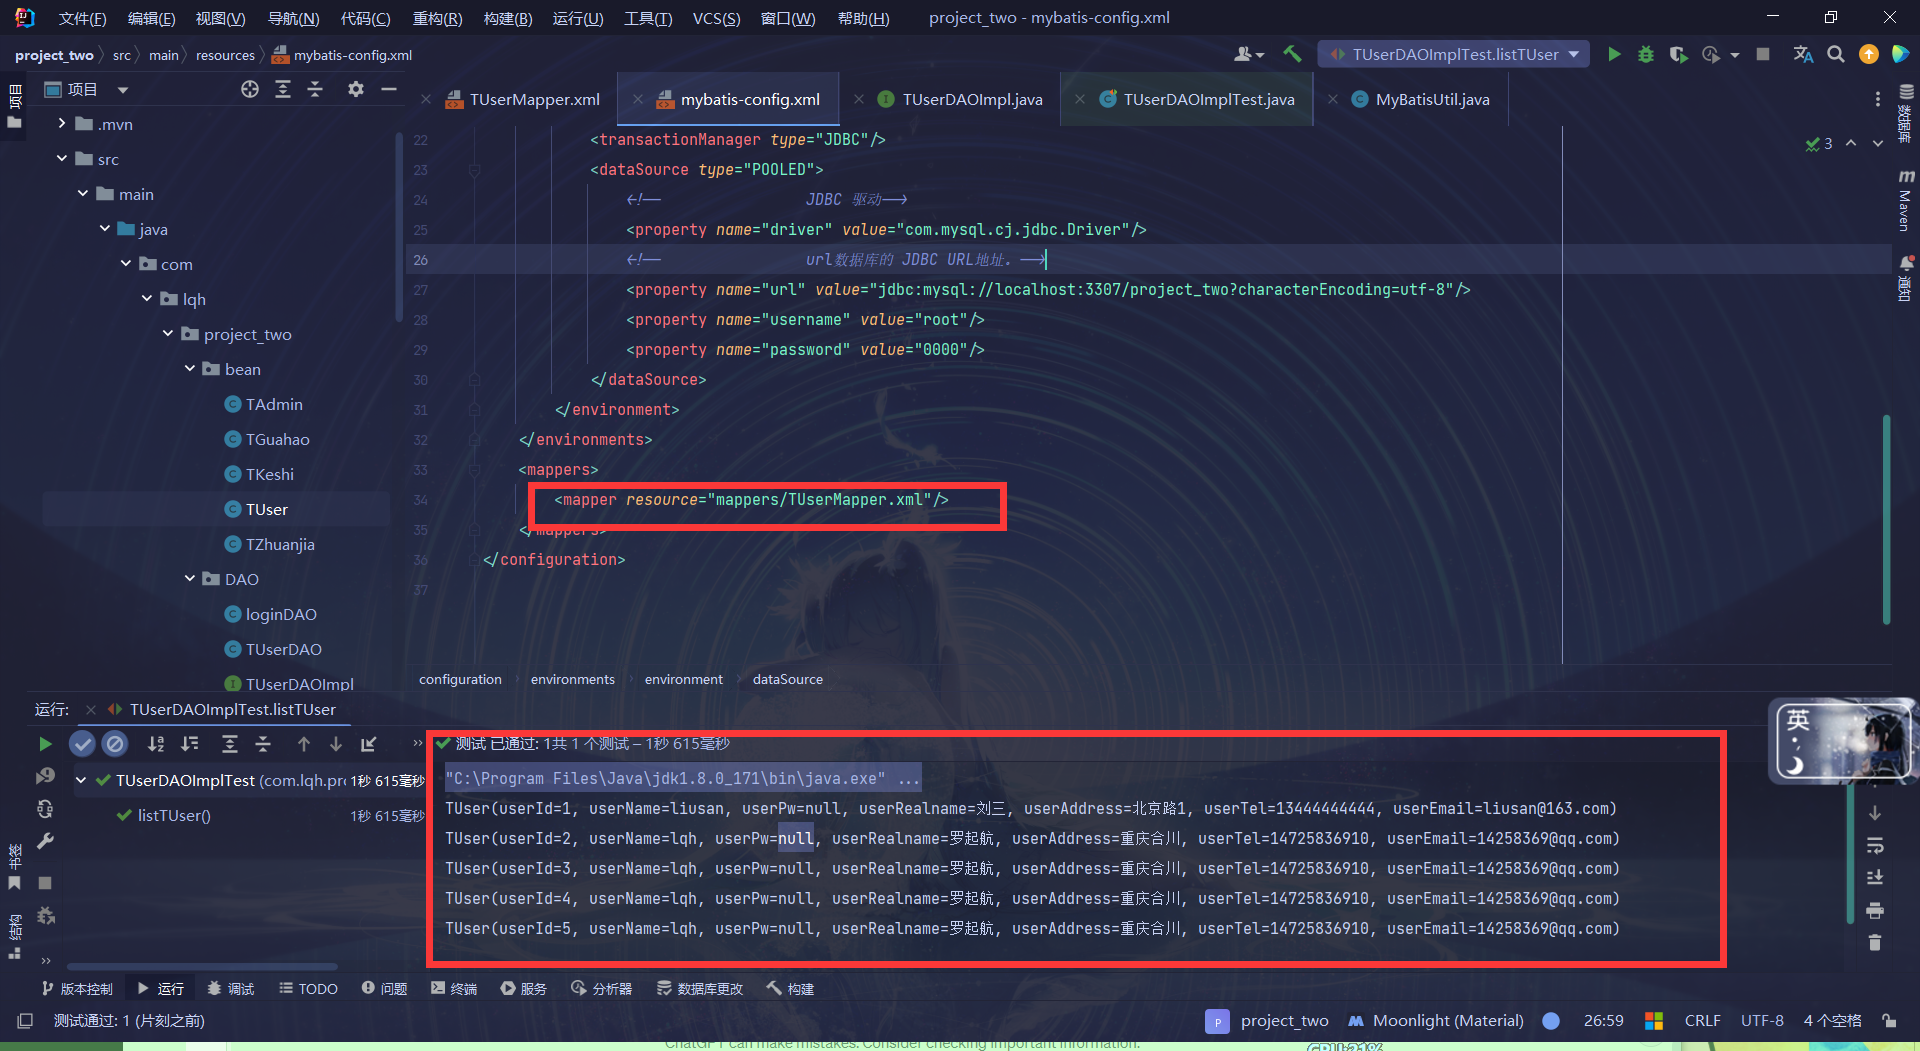 文件(F) 编辑(E) 视图(V) 导航(N) 代码(C) 重构(R) 构建(B) 运行(U) 工具(T) VCS(S) 窗口(W) 帮助(H) project_two - mybatis-config.xml
project_two src main resources mybatis-config.xml TUserDAOImplTest.listTUser
项目
项目
TUserMapper.xml mybatis-config.xml TUserDAOImpl.java TUserDAOImplTest.java MyBatisUtil.java
数据库
Maven
通知
.mvn
src
main
java
com
lqh
project_two
bean
TAdmin
TGuahao
TKeshi
TUser
TZhuanjia
DAO
loginDAO
TUserDAO
TUserDAOImpl
3
22 <transactionManager type="JDBC"/>
23 <dataSource type="POOLED">
24 <!-- JDBC 驱动-->
25 <property name="driver" value="com.mysql.cj.jdbc.Driver"/>
26 <!-- url数据库的 JDBC URL地址. -->
27 <property name="url" value="jdbc:mysql://localhost:3307/project_two?characterEncoding=utf-8"/>
28 <property name="username" value="root"/>
29 <property name="password" value="0000"/>
30 </dataSource>
31 </environment>
32 </environments>
33 <mappers>
34 <mapper resource="mappers/TUserMapper.xml"/>
35 </mappers>
36 </configuration>
37
configuration environments environment dataSource
运行: TUserDAOImplTest.listTUser
测试 已通过: 1共 1 个测试 – 1秒 615毫秒
TUserDAOImplTest (com.lqh.pro 1秒 615毫秒
listTUser() 1秒 615毫秒
"C:\Program Files\Java\jdk1.8.0_171\bin\java.exe" ...
TUser(userId=1, userName=liusan, userPw=null, userRealname=刘三, userAddress=北京路1, userTel=13444444444, userEmail=liusan@163.com)
TUser(userId=2, userName=lqh, userPw=null, userRealname=罗起航, userAddress=重庆合川, userTel=14725836910, userEmail=14258369@qq.com)
TUser(userId=3, userName=lqh, userPw=null, userRealname=罗起航, userAddress=重庆合川, userTel=14725836910, userEmail=14258369@qq.com)
TUser(userId=4, userName=lqh, userPw=null, userRealname=罗起航, userAddress=重庆合川, userTel=14725836910, userEmail=14258369@qq.com)
TUser(userId=5, userName=lqh, userPw=null, userRealname=罗起航, userAddress=重庆合川, userTel=14725836910, userEmail=14258369@qq.com)
英
书签
结构
版本控制 运行 调试 TODO 问题 终端 服务 分析器 数据库更改 构建
测试通过: 1 (片刻之前) P project_two Moonlight (Material) 26:59 CRLF UTF-8 4 个空格
ChatGPT can make mistakes. Consider checking important information.